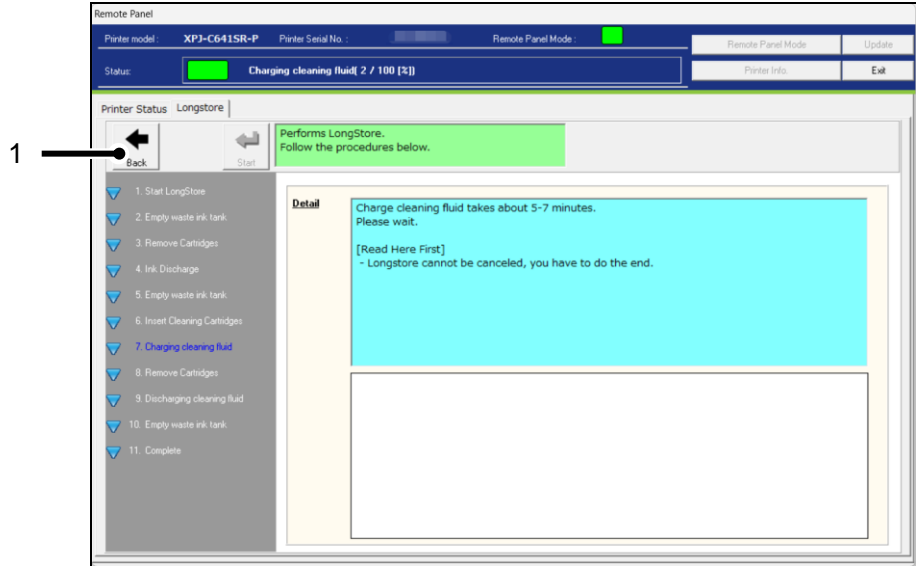 Remote Panel
Printer model : XPJ-C641SR-P Printer Serial No. : Remote Panel Mode :
Remote Panel Mode Update
Status: Charging cleaning fluid( 2 / 100 [%])
Printer Info. Exit
Printer Status Longstore
1
Back
Start
Performs LongStore.
Follow the procedures below.
1. Start LongStore
2. Empty waste ink tank
3. Remove Cartridges
4. Ink Discharge
5. Empty waste ink tank
6. Insert Cleaning Cartridges
7. Charging cleaning fluid
8. Remove Cartridges
9. Discharging cleaning fluid
10. Empty waste ink tank
11. Complete
Detail
Charge cleaning fluid takes about 5-7 minutes.
Please wait.
[Read Here First]
- Longstore cannot be canceled, you have to do the end.